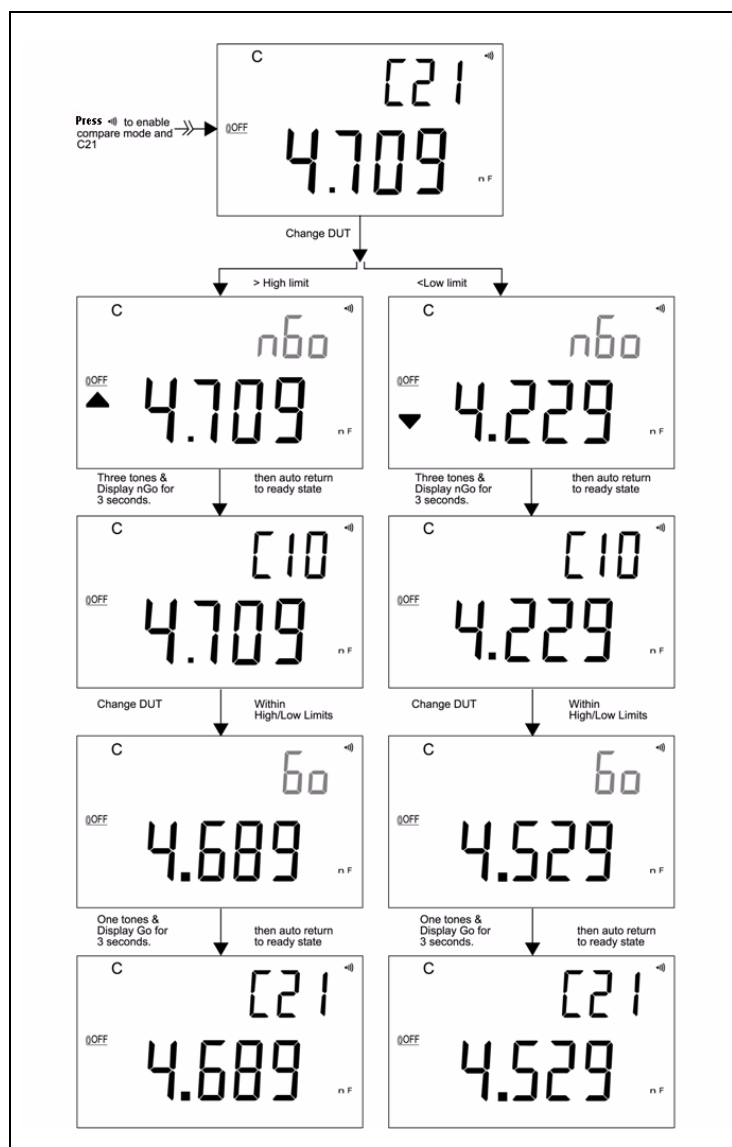 C
C21
Press to enable
compare mode and
C21
OFF
4.709
nF
Change DUT
> High limit
<Low limit
C
nGo
OFF
4.709
nF
C
nGo
OFF
4.229
nF
Three tones &
Display nGo for
3 seconds.
then auto return
to ready state
Three tones &
Display nGo for
3 seconds.
then auto return
to ready state
C
C10
OFF
4.709
nF
C
C10
OFF
4.229
nF
Change DUT
Within
High/Low Limits
Change DUT
Within
High/Low Limits
C
Go
OFF
4.689
nF
C
Go
OFF
4.529
nF
One tones &
Display Go for
3 seconds.
then auto return
to ready state
One tones &
Display Go for
3 seconds.
then auto return
to ready state
C
C21
OFF
4.689
nF
C
C21
OFF
4.529
nF